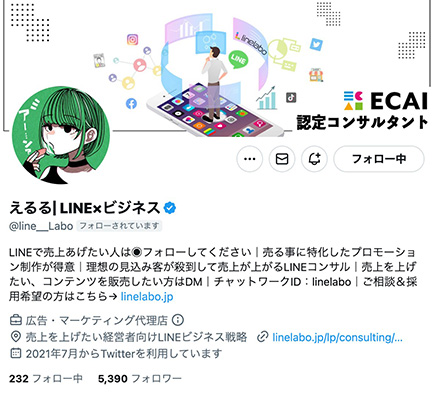 linelabo
LINE
ECAI
認定コンサルタント
フォロー中
えるる| LINE×ビジネス
@line__Labo フォローされています
LINEで売上あげたい人は◉フォローしてください｜売る事に特化したプロモーション制作が得意｜理想の見込み客が殺到して売上が上がるLINEコンサル｜売上を上げたい、コンテンツを販売したい方はDM｜チャットワークID：linelabo｜ご相談＆採用希望の方はこちら→ linelabo.jp
広告・マーケティング代理店
売上を上げたい経営者向けLINEビジネス戦略 linelabo.jp/lp/consulting/…
2021年7月からTwitterを利用しています
232 フォロー中 5,390 フォロワー